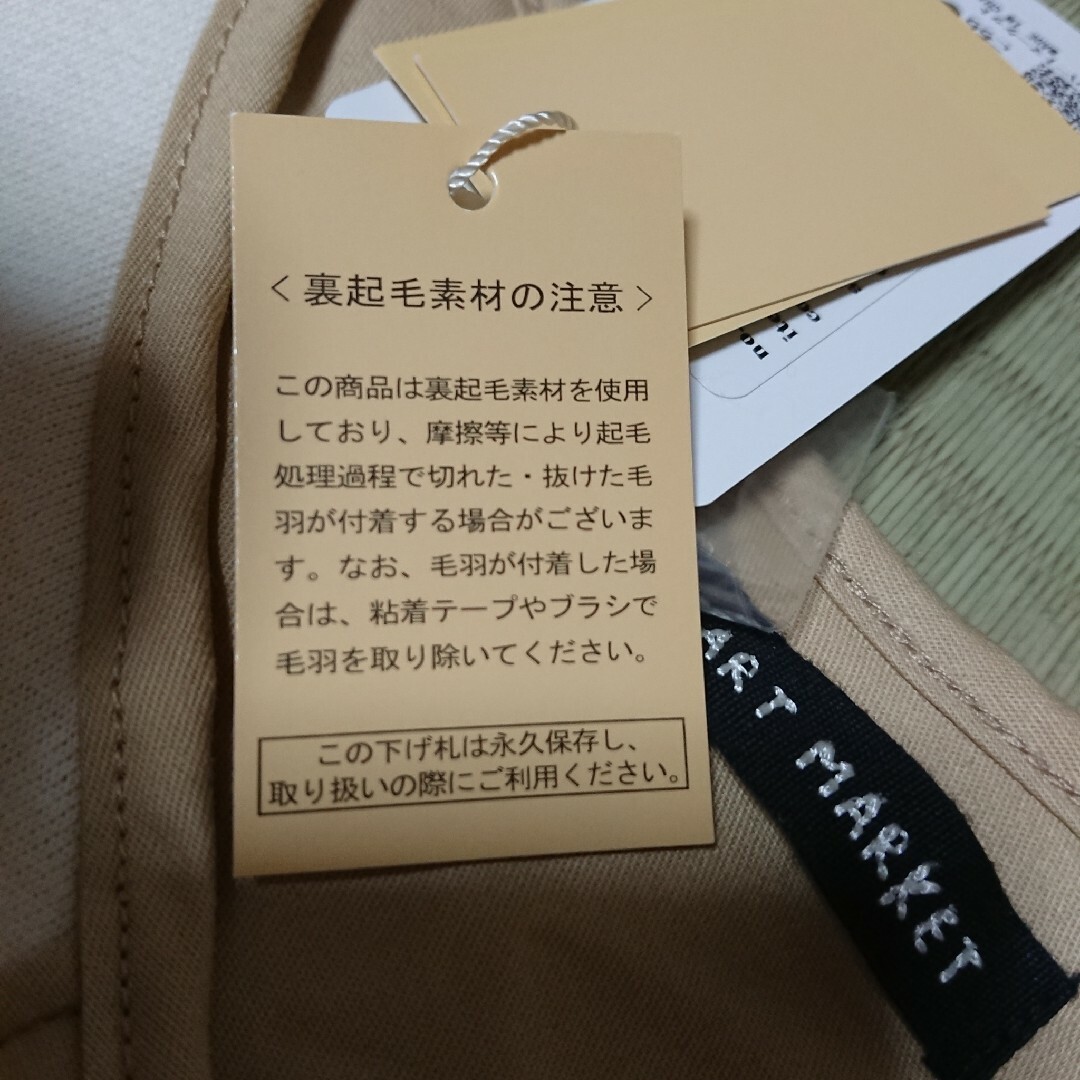 ＜裏起毛素材の注意＞
この商品は裏起毛素材を使用
しており、摩擦等により起毛
処理過程で切れた・抜けた毛
羽が付着する場合がございま
す。なお、毛羽が付着した場
合は、粘着テープやブラシで
毛羽を取り除いてください。
この下げ札は永久保存し、
取り扱いの際にご利用ください。
ART MARKET
no